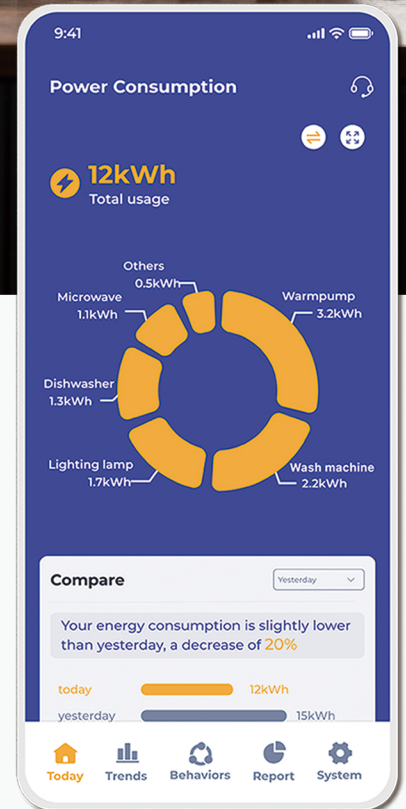 9:41
Power Consumption
12kWh
Total usage
Others
0.5kWh
Microwave
1.1kWh
Warmpump
3.2kWh
Dishwasher
1.3kWh
Lighting lamp
1.7kWh
Wash machine
2.2kWh
Compare
Yesterday
Your energy consumption is slightly lower
than yesterday, a decrease of 20%
today 12kWh
yesterday 15kWh
Today Trends Behaviors Report System